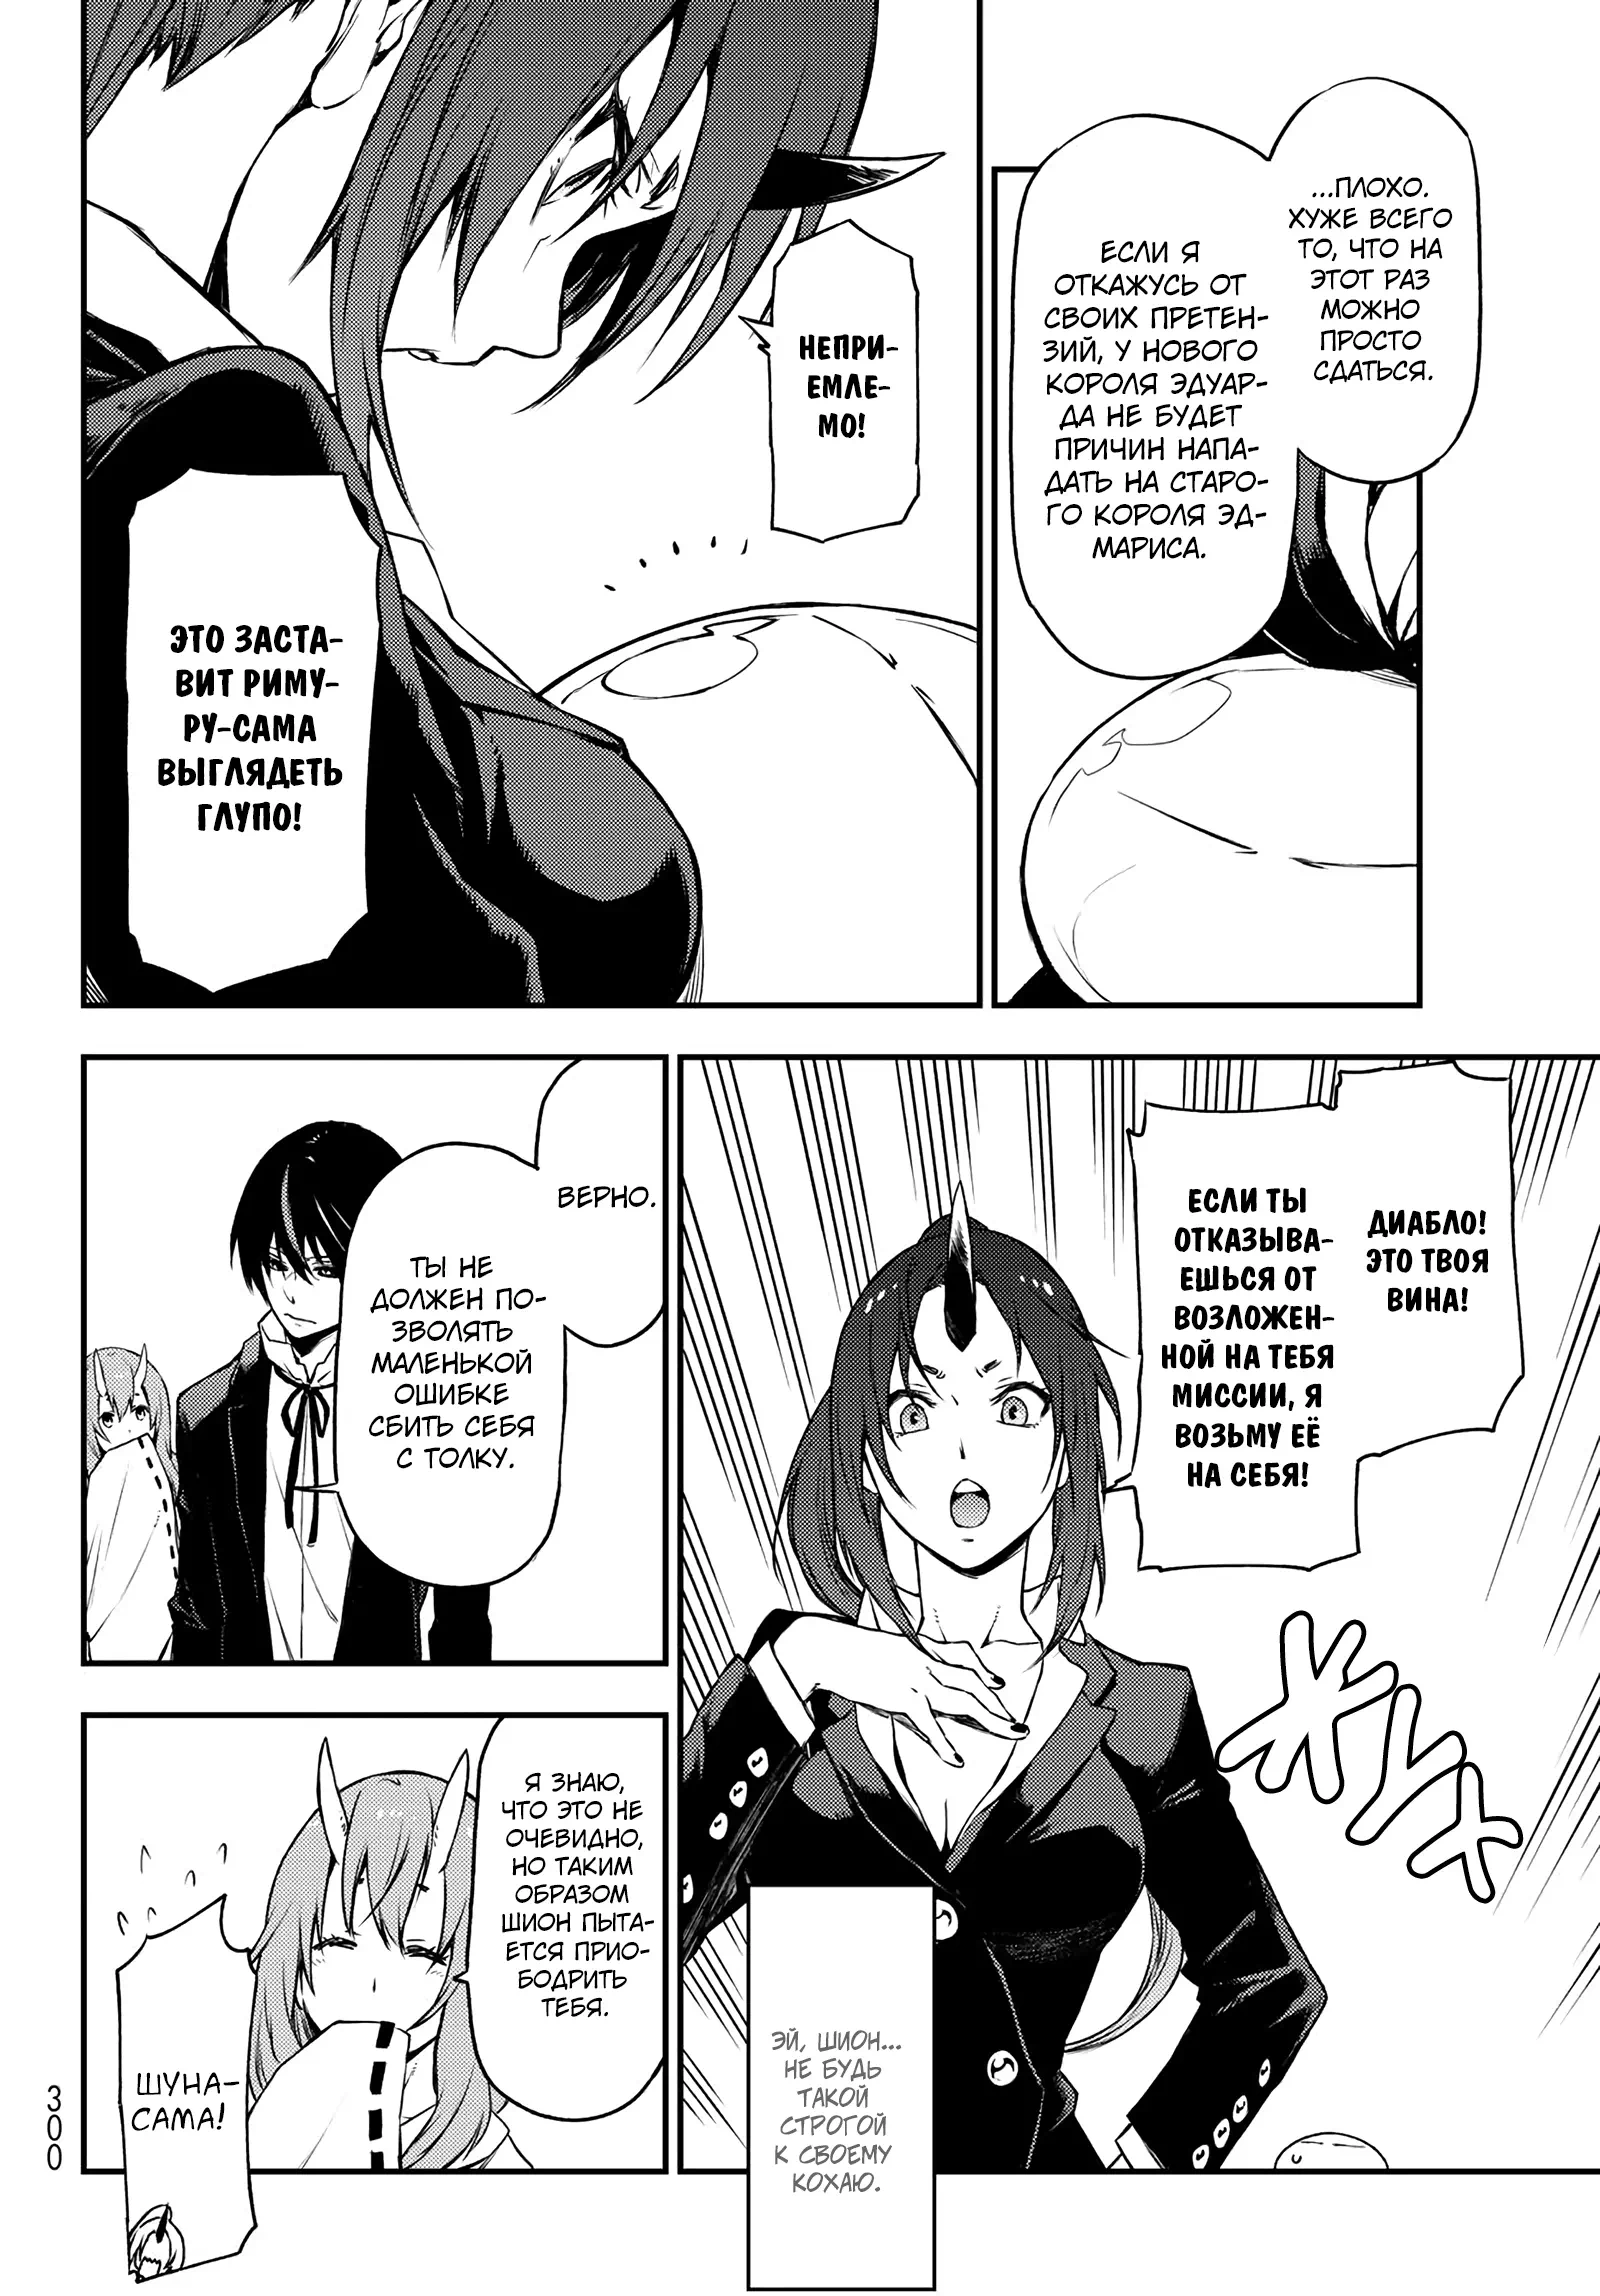 ...ПЛОХО.
ХУЖЕ ВСЕГО
ТО, ЧТО НА
ЭТОТ РАЗ
МОЖНО
ПРОСТО
СДАТЬСЯ.
ЕСЛИ Я
ОТКАЖУСЬ ОТ
СВОИХ ПРЕТЕН-
ЗИЙ, У НОВОГО
КОРОЛЯ ЭДУАР-
ДА НЕ БУДЕТ
ПРИЧИН НАПА-
ДАТЬ НА СТАРО-
ГО КОРОЛЯ ЭД-
МАРИСА.
НЕПРИ-
ЕМЛЕ-
МО!
ЭТО ЗАСТА-
ВИТ РИМУ-
РУ-САМА
ВЫГЛЯДЕТЬ
ГЛУПО!
ДИАБЛО!
ЭТО ТВОЯ
ВИНА!
ЕСЛИ ТЫ
ОТКАЗЫВА-
ЕШЬСЯ ОТ
ВОЗЛОЖЕН-
НОЙ НА ТЕБЯ
МИССИИ, Я
ВОЗЬМУ ЕЁ
НА СЕБЯ!
ЖУХ
ЭЙ, ШИОН...
НЕ БУДЬ
ТАКОЙ
СТРОГОЙ
К СВОЕМУ
КОХАЮ.
ВЕРНО.
ТЫ НЕ
ДОЛЖЕН ПО-
ЗВОЛЯТЬ
МАЛЕНЬКОЙ
ОШИБКЕ
СБИТЬ СЕБЯ
С ТОЛКУ.
Я ЗНАЮ,
ЧТО ЭТО НЕ
ОЧЕВИДНО,
НО ТАКИМ
ОБРАЗОМ
ШИОН ПЫТА-
ЕТСЯ ПРИО-
БОДРИТЬ
ТЕБЯ.
ШУНА-
САМА!
300